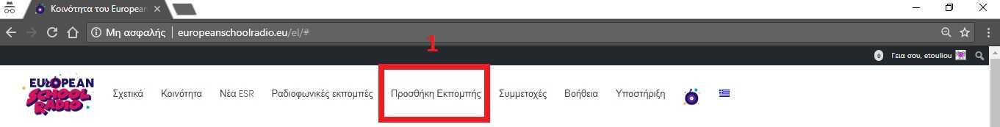 Κοινότητα του European
Μη ασφαλής europeanschoolradio.eu/el/#
1
0 Γεια σου, etouliou
EUROPEAN
SCHOOL
RADIO
Σχετικά Κοινότητα Νέα ESR Ραδιοφωνικές εκπομπές Προσθήκη Εκπομπής Συμμετοχές Βοήθεια Υποστήριξη